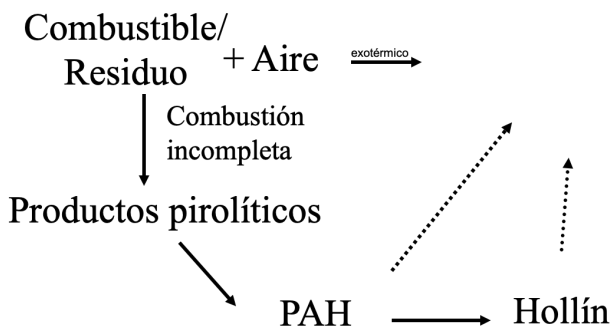 Combustible/
Residuo
+ Aire
exotérmico
Combustión
incompleta
Productos pirolíticos
PAH
Hollín